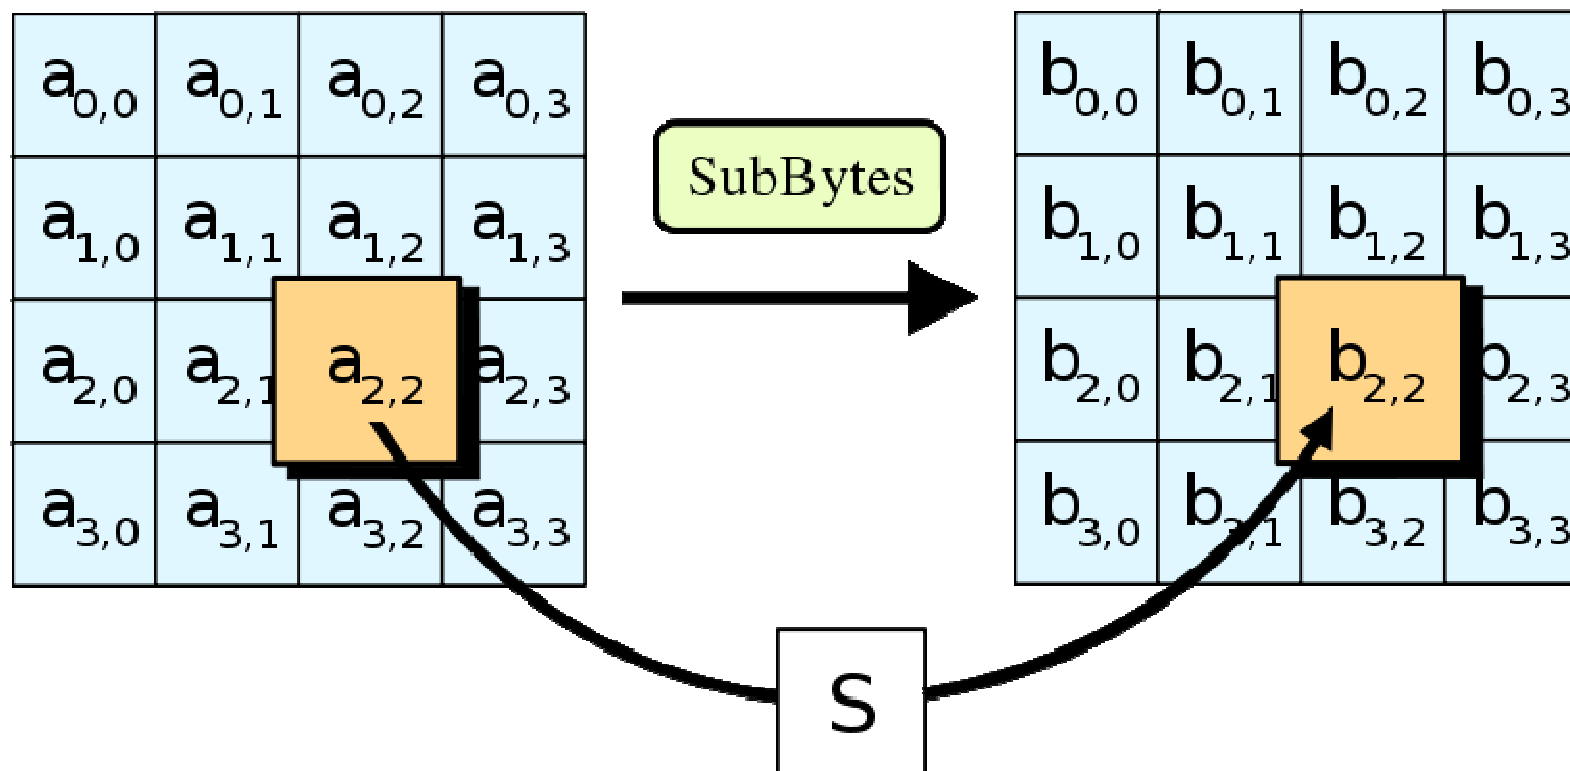 a0,0 a0,1 a0,2 a0,3
b0,0 b0,1 b0,2 b0,3
SubBytes
a1,0 a1,1 a1,2 a1,3
b1,0 b1,1 b1,2 b1,3
a2,0 a2,1 a2,2 a2,3
b2,0 b2,1 b2,2 b2,3
a3,0 a3,1 a3,2 a3,3
b3,0 b3,1 b3,2 b3,3
S